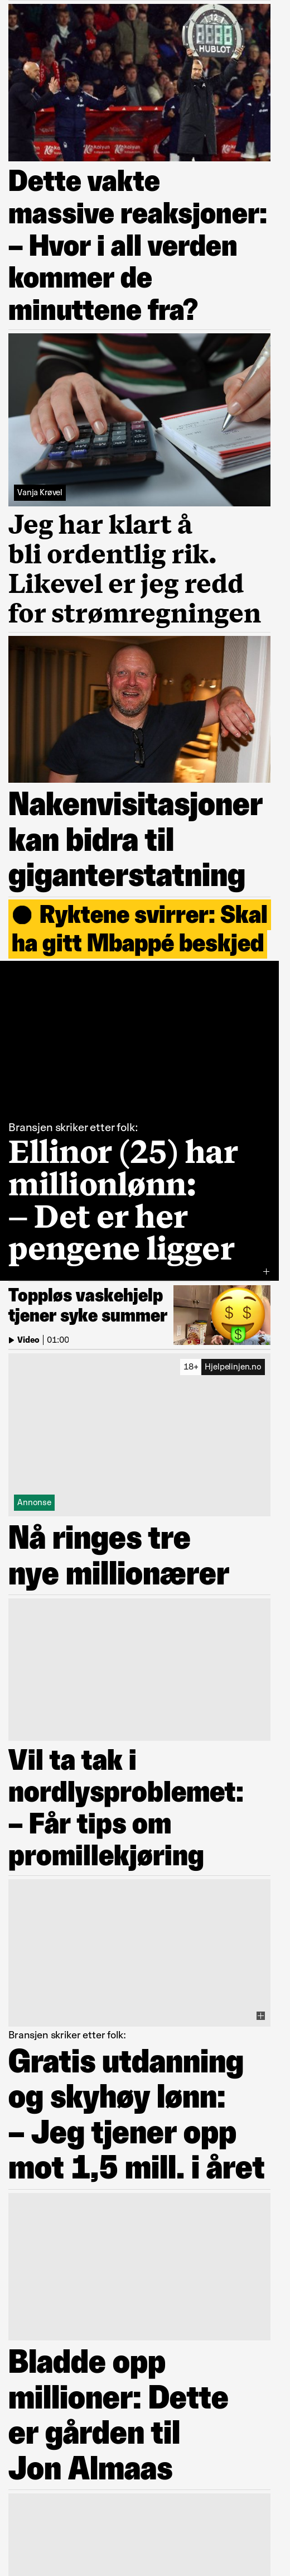 12
HUBLOT
Dette vakte
massive reaksjoner:
– Hvor i all verden
kommer de
minuttene fra?
Vanja Krøvel
Jeg har klart å
bli ordentlig rik.
Likevel er jeg redd
for strømregningen
Nakenvisitasjoner
kan bidra til
giganterstatning
Ryktene svirrer: Skal
ha gitt Mbappé beskjed
Bransjen skriker etter folk:
Ellinor (25) har
millionlønn:
– Det er her
pengene ligger
+
Toppløs vaskehjelp
tjener syke summer
Video | 01:00
18+ Hjelpelinjen.no
Annonse
Nå ringes tre
nye millionærer
Vil ta tak i
nordlysproblemet:
– Får tips om
promillekjøring
Bransjen skriker etter folk:
Gratis utdanning
og skyhøy lønn:
– Jeg tjener opp
mot 1,5 mill. i året
Bladde opp
millioner: Dette
er gården til
Jon Almaas